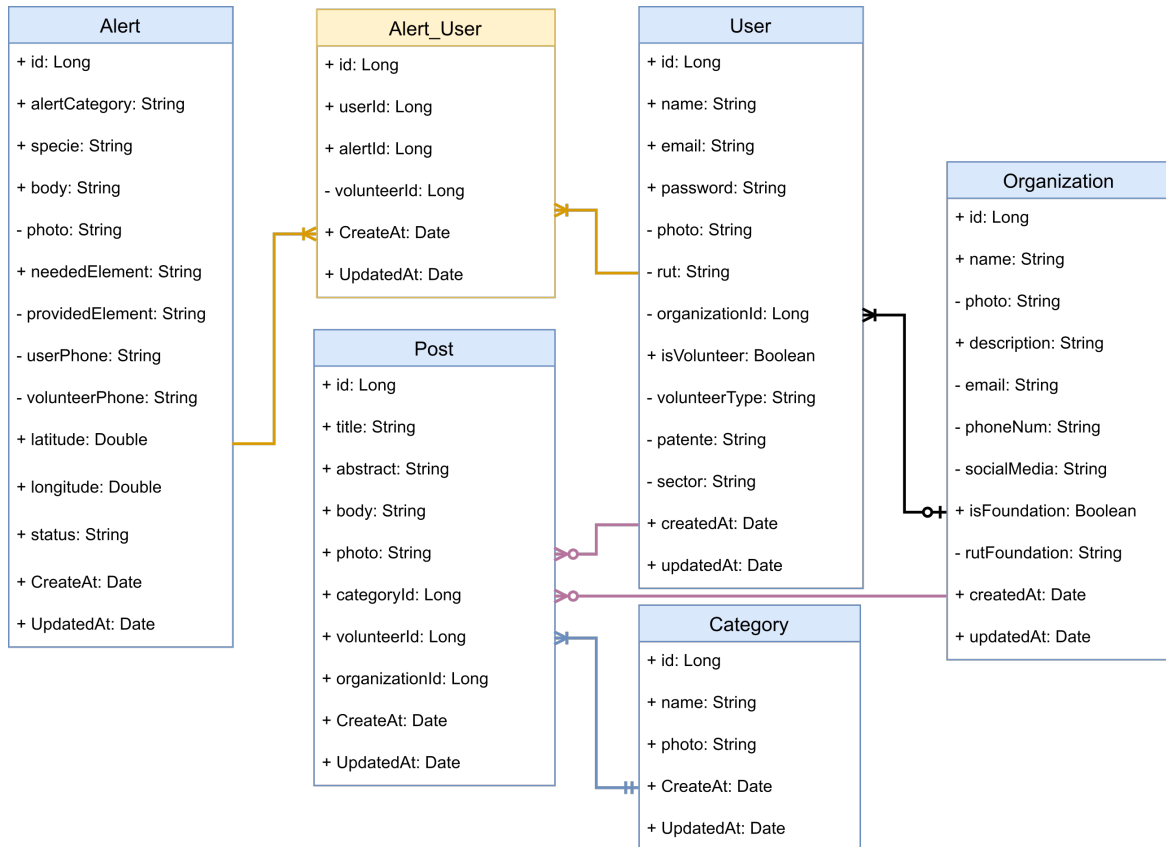 Alert
+ id: Long
+ alertCategory: String
+ specie: String
+ body: String
- photo: String
+ neededElement: String
- providedElement: String
- userPhone: String
- volunteerPhone: String
+ latitude: Double
+ longitude: Double
+ status: String
+ CreateAt: Date
+ UpdatedAt: Date
Alert_User
+ id: Long
+ userId: Long
+ alertId: Long
- volunteerId: Long
+ CreateAt: Date
+ UpdatedAt: Date
Post
+ id: Long
+ title: String
+ abstract: String
+ body: String
+ photo: String
+ categoryId: Long
+ volunteerId: Long
+ organizationId: Long
+ CreateAt: Date
+ UpdatedAt: Date
User
+ id: Long
+ name: String
+ email: String
+ password: String
- photo: String
- rut: String
- organizationId: Long
+ isVolunteer: Boolean
- volunteerType: String
- patente: String
- sector: String
+ createdAt: Date
+ updatedAt: Date
Category
+ id: Long
+ name: String
+ photo: String
+ CreateAt: Date
+ UpdatedAt: Date
Organization
+ id: Long
+ name: String
- photo: String
+ description: String
- email: String
- phoneNum: String
- socialMedia: String
+ isFoundation: Boolean
- rutFoundation: String
+ createdAt: Date
+ updatedAt: Date